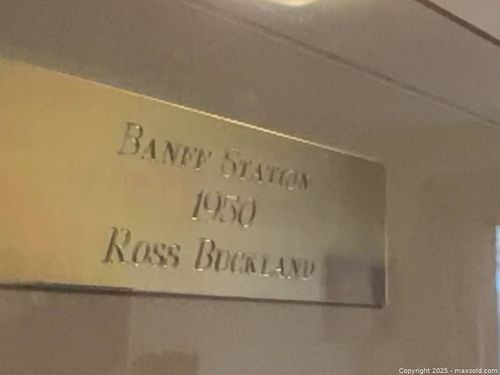 BANFF STATION
1950
ROSS BUCKLAND
Copyright 2025 - maxsold.com